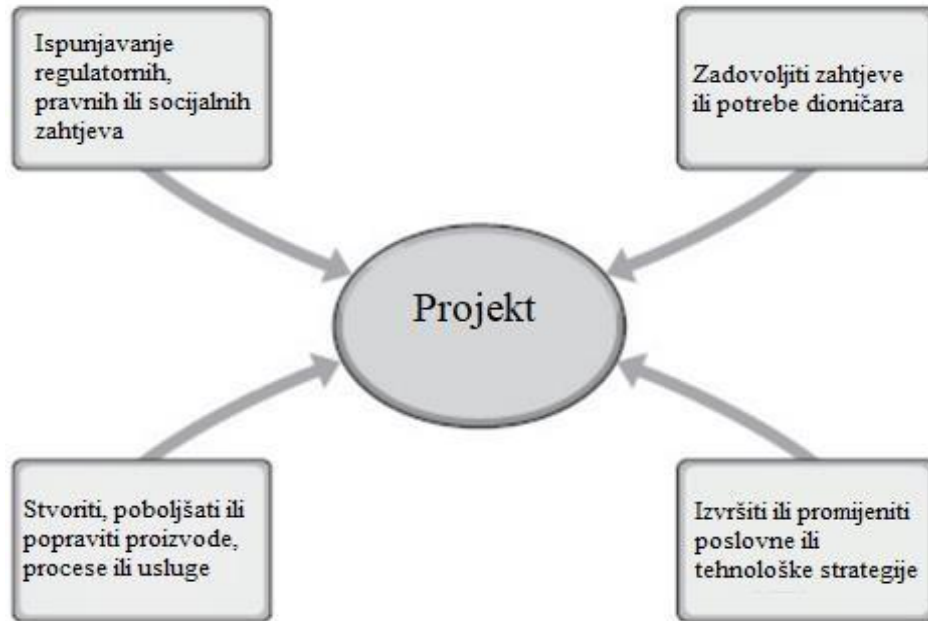 Ispunjavanje
regulatornih,
pravnih ili socijalnih
zahtjeva
Zadovoljiti zahtjeve
ili potrebe dioničara
Projekt
Stvoriti, poboljšati ili
popraviti proizvode,
procese ili usluge
Izvršiti ili promijeniti
poslovne ili
tehnološke strategije